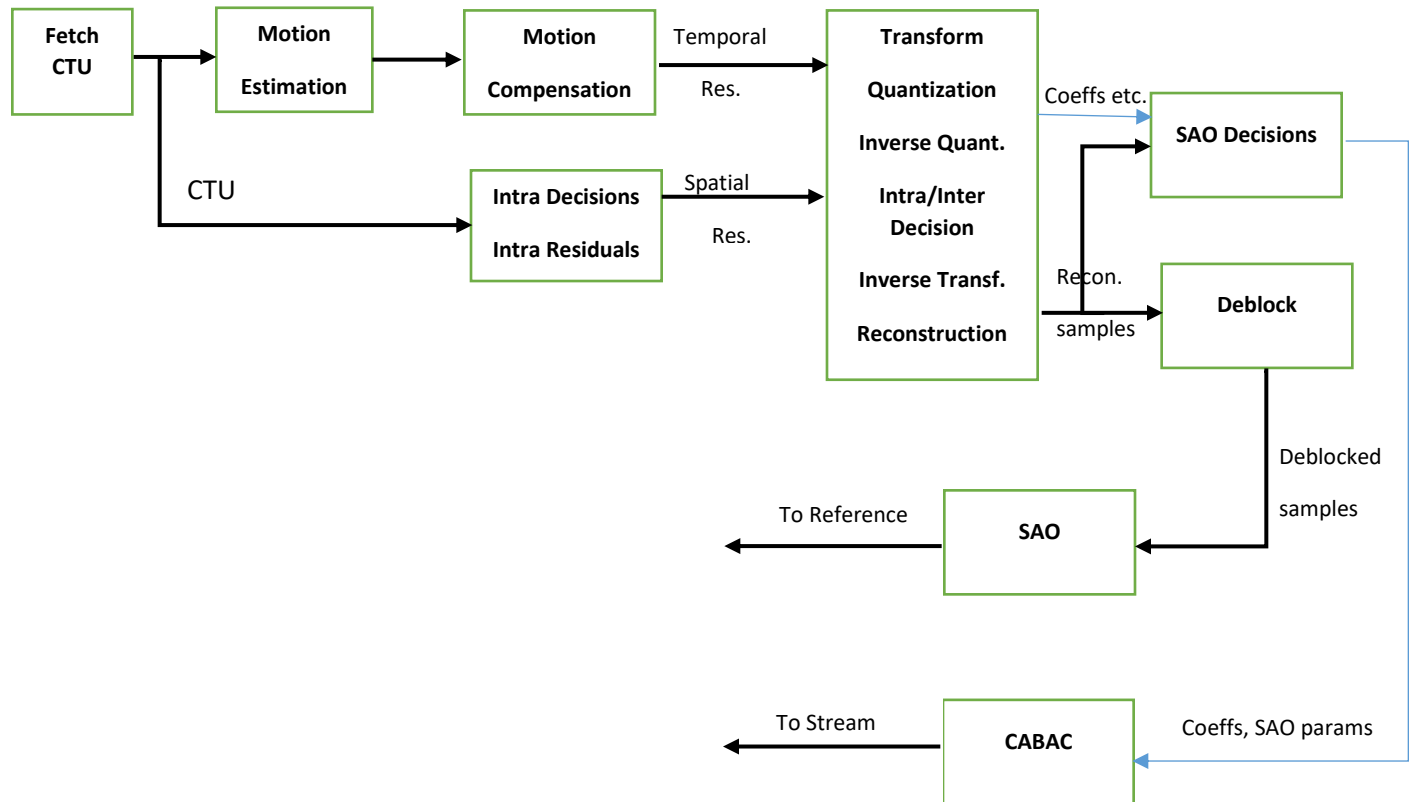 Fetch
CTU
Motion
Estimation
Motion
Compensation
Temporal
Res.
Transform
Quantization
Inverse Quant.
Intra/Inter
Decision
Inverse Transf.
Reconstruction
Coeffs etc.
SAO Decisions
CTU
Intra Decisions
Intra Residuals
Spatial
Res.
Recon.
samples
Deblock
Deblocked
samples
To Reference
SAO
To Stream
CABAC
Coeffs, SAO params